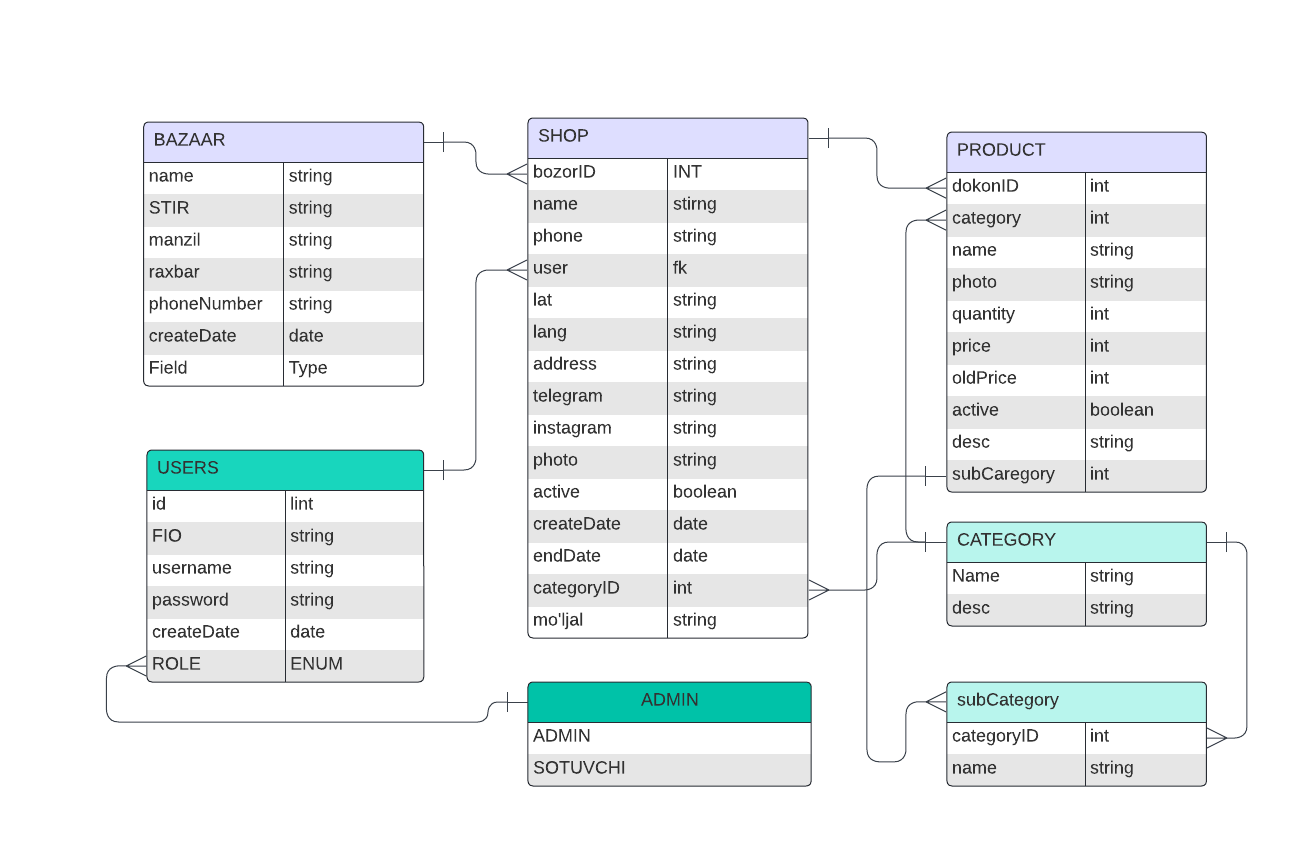 BAZAAR
name string
STIR string
manzil string
raxbar string
phoneNumber string
createDate date
Field Type
USERS
id lint
FIO string
username string
password string
createDate date
ROLE ENUM
SHOP
bozorID INT
name stirng
phone string
user fk
lat string
lang string
address string
telegram string
instagram string
photo string
active boolean
createDate date
endDate date
categoryID int
mo'ljal string
ADMIN
ADMIN
SOTUVCHI
PRODUCT
dokonID int
category int
name string
photo string
quantity int
price int
oldPrice int
active boolean
desc string
subCaregory int
CATEGORY
Name string
desc string
subCategory
categoryID int
name string